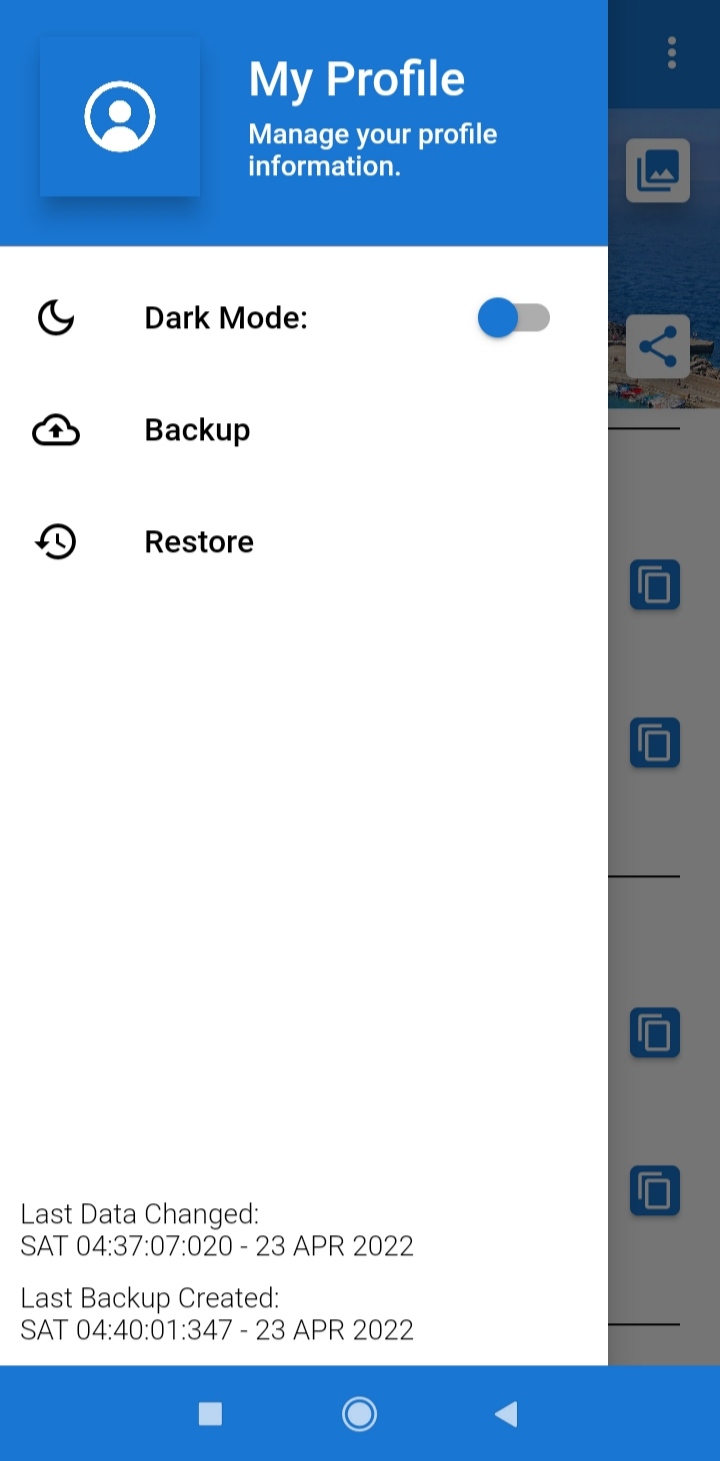 My Profile
Manage your profile
information.
Dark Mode:
Backup
Restore
Last Data Changed:
SAT 04:37:07:020 - 23 APR 2022
Last Backup Created:
SAT 04:40:01:347 - 23 APR 2022